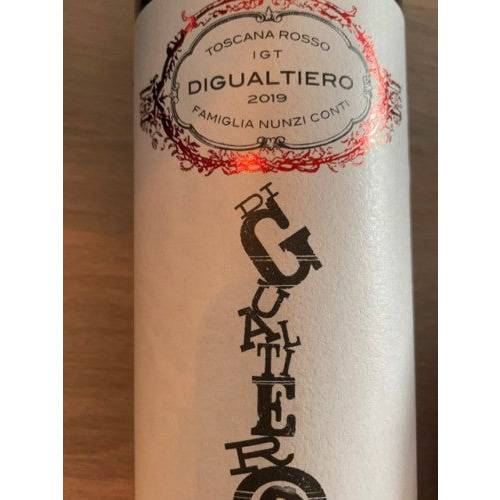 TOSCANA ROSSO
IGT
DIGUALTIERO
2019
FAMIGLIA NUNZI CONTI
DI
GUALTIERO